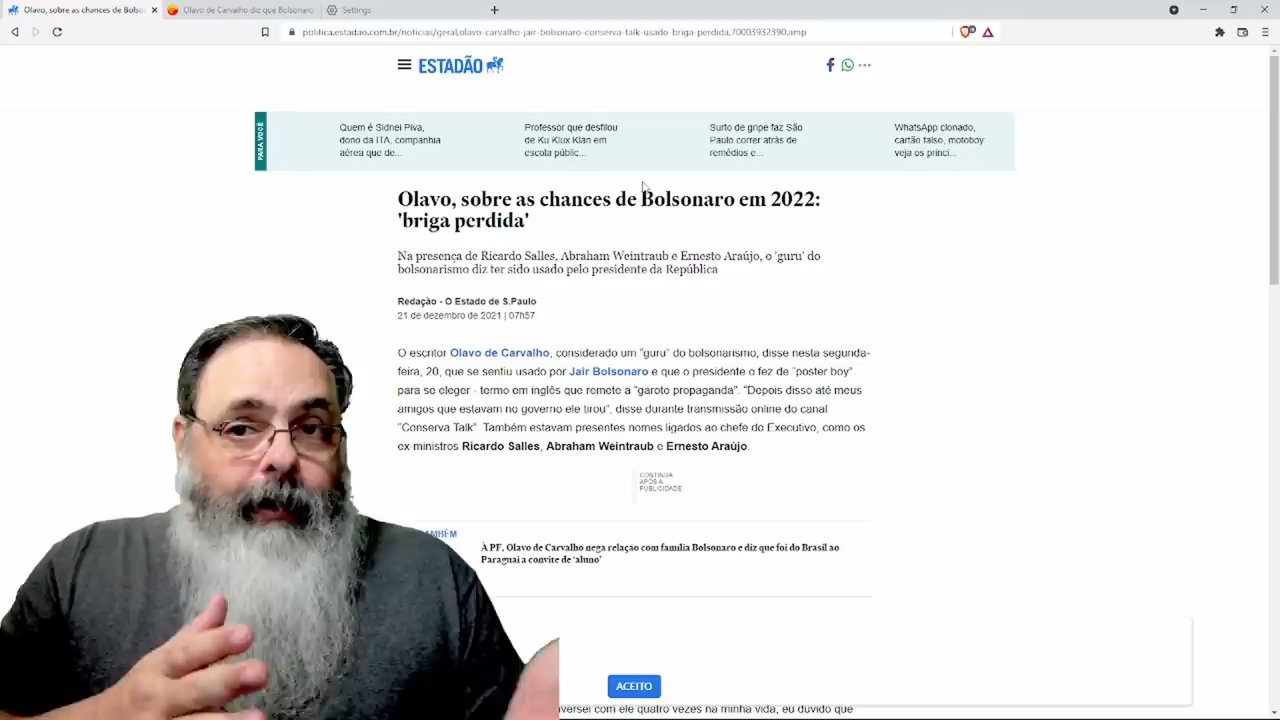 Olavo, sobre as chances de Bolso
Olavo de Carvalho diz que Bolsonaro
Settings
politica.estadao.com.br/noticias/geral,olavo-carvalho-jair-bolsonaro-conserva-talk-usado-briga-perdida,70003932390.amp
ESTADÃO
PARA VOCÊ
Quem é Sidnei Piva,
dono da ITA, companhia
aérea que de...
Professor que desfilou
de Ku Klux Klan em
escola públic...
Surto de gripe faz São
Paulo correr atrás de
remédios e...
WhatsApp clonado,
cartão falso, motoboy:
veja os princi...
Olavo, sobre as chances de Bolsonaro em 2022:
'briga perdida'
Na presença de Ricardo Salles, Abraham Weintraub e Ernesto Araújo, o 'guru' do
bolsonarismo diz ter sido usado pelo presidente da República
Redação - O Estado de S.Paulo
21 de dezembro de 2021 | 07h57
O escritor Olavo de Carvalho, considerado um "guru" do bolsonarismo, disse nesta segunda-
feira, 20, que se sentiu usado por Jair Bolsonaro e que o presidente o fez de "poster boy"
para se eleger - termo em inglês que remete a "garoto propaganda". "Depois disso até meus
amigos que estavam no governo ele tirou", disse durante transmissão online do canal
"Conserva Talk". Também estavam presentes nomes ligados ao chefe do Executivo, como os
ex-ministros Ricardo Salles, Abraham Weintraub e Ernesto Araújo.
CONTINUA
APÓS A
PUBLICIDADE
AMBÉM
À PF, Olavo de Carvalho nega relação com família Bolsonaro e diz que foi do Brasil ao
Paraguai a convite de 'aluno'
ACEITO
versei com ele quatro vezes na minha vida, eu duvido que